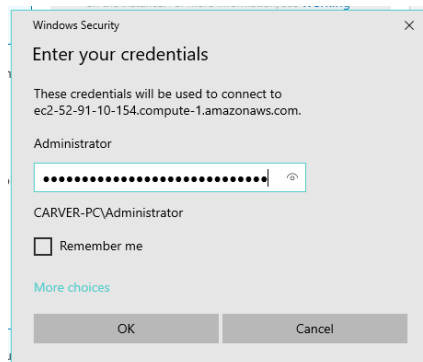 Windows Security
Enter your credentials
These credentials will be used to connect to
ec2-52-91-10-154.compute-1.amazonaws.com.
Administrator
••••••••••••••••••••••••••••••
CARVER-PC\Administrator
Remember me
More choices
OK
Cancel